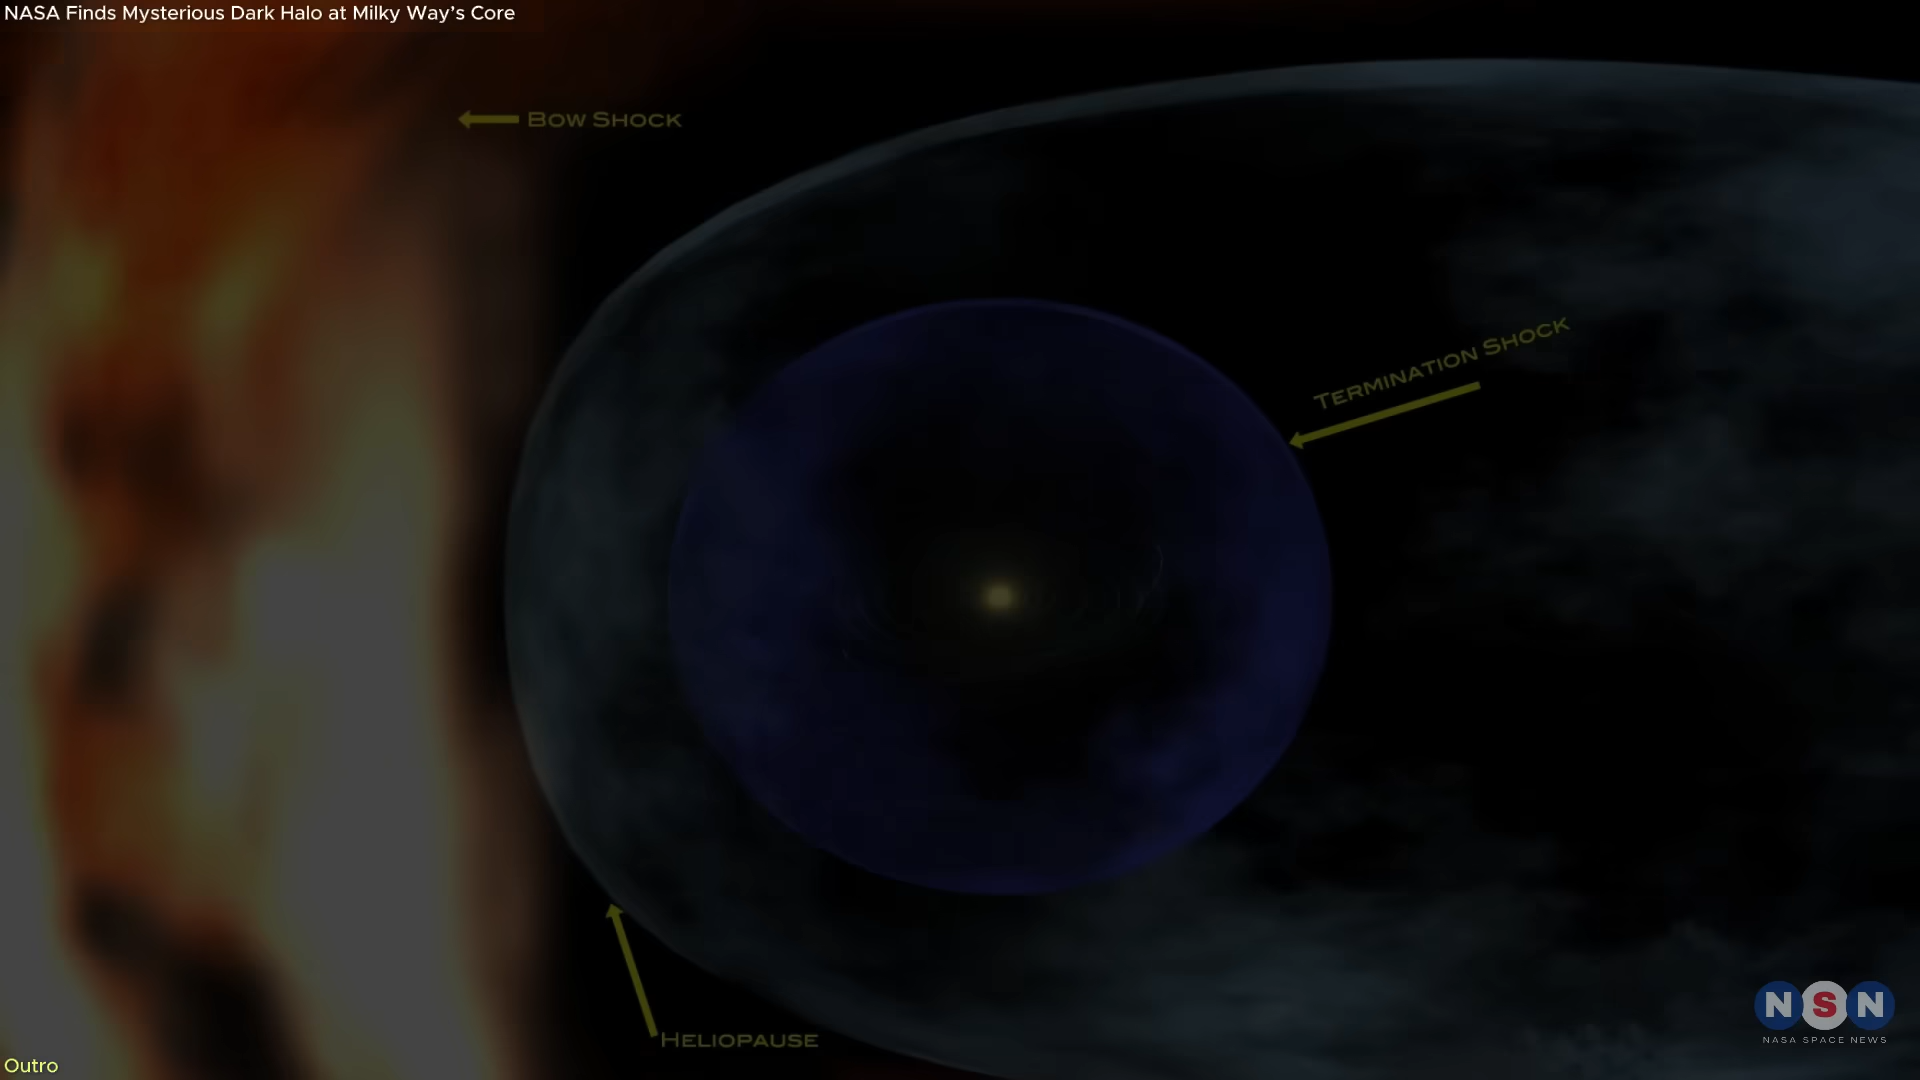 NASA Finds Mysterious Dark Halo at Milky Way’s Core
Bow Shock
Termination Shock
Heliopause
NSN
NASA SPACE NEWS
Outro